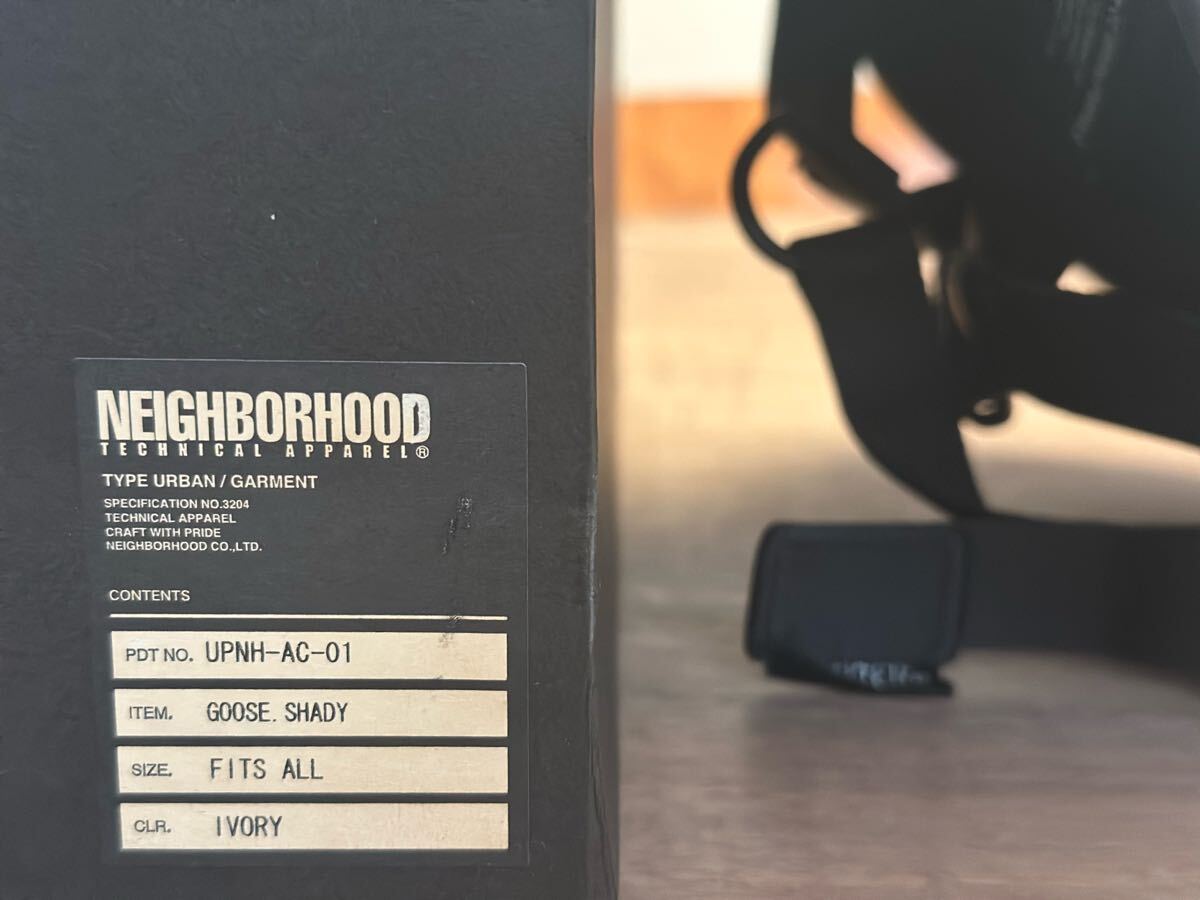 NEIGHBORHOOD
TECHNICAL APPAREL®
TYPE URBAN / GARMENT
SPECIFICATION NO.3204
TECHNICAL APPAREL
CRAFT WITH PRIDE
NEIGHBORHOOD CO.,LTD.
CONTENTS
PDT NO. UPNH-AC-01
ITEM. GOOSE. SHADY
SIZE. FITS ALL
CLR. IVORY